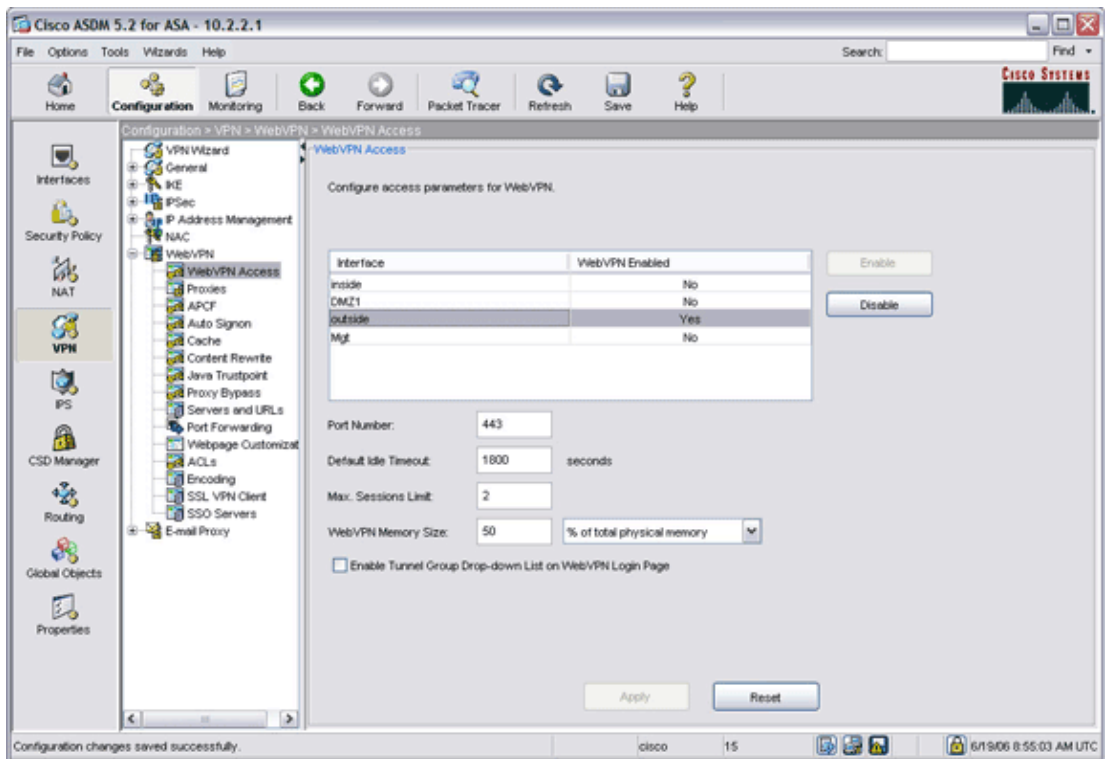 Cisco ASDM 5.2 for ASA - 10.2.2.1
File Options Tools Wizards Help Search: Find
Home Configuration Monitoring Back Forward Packet Tracer Refresh Save Help
CISCO SYSTEMS
Configuration > VPN > WebVPN > WebVPN Access
Interfaces
Security Policy
NAT
VPN
IPS
CSD Manager
Routing
Global Objects
Properties
VPN Wizard
General
IKE
IPSec
IP Address Management
NAC
WebVPN
WebVPN Access
Proxies
APCF
Auto Signon
Cache
Content Rewrite
Java Trustpoint
Proxy Bypass
Servers and URLs
Port Forwarding
Webpage Customizat
ACLs
Encoding
SSL VPN Client
SSO Servers
E-mail Proxy
WebVPN Access
Configure access parameters for WebVPN.
Interface WebVPN Enabled
inside No
DMZ1 No
outside Yes
Mgt No
Enable
Disable
Port Number: 443
Default Idle Timeout: 1800 seconds
Max. Sessions Limit: 2
WebVPN Memory Size: 50 % of total physical memory
Enable Tunnel Group Drop-down List on WebVPN Login Page
Apply Reset
Configuration changes saved successfully. cisco 15 6/19/06 8:55:03 AM UTC